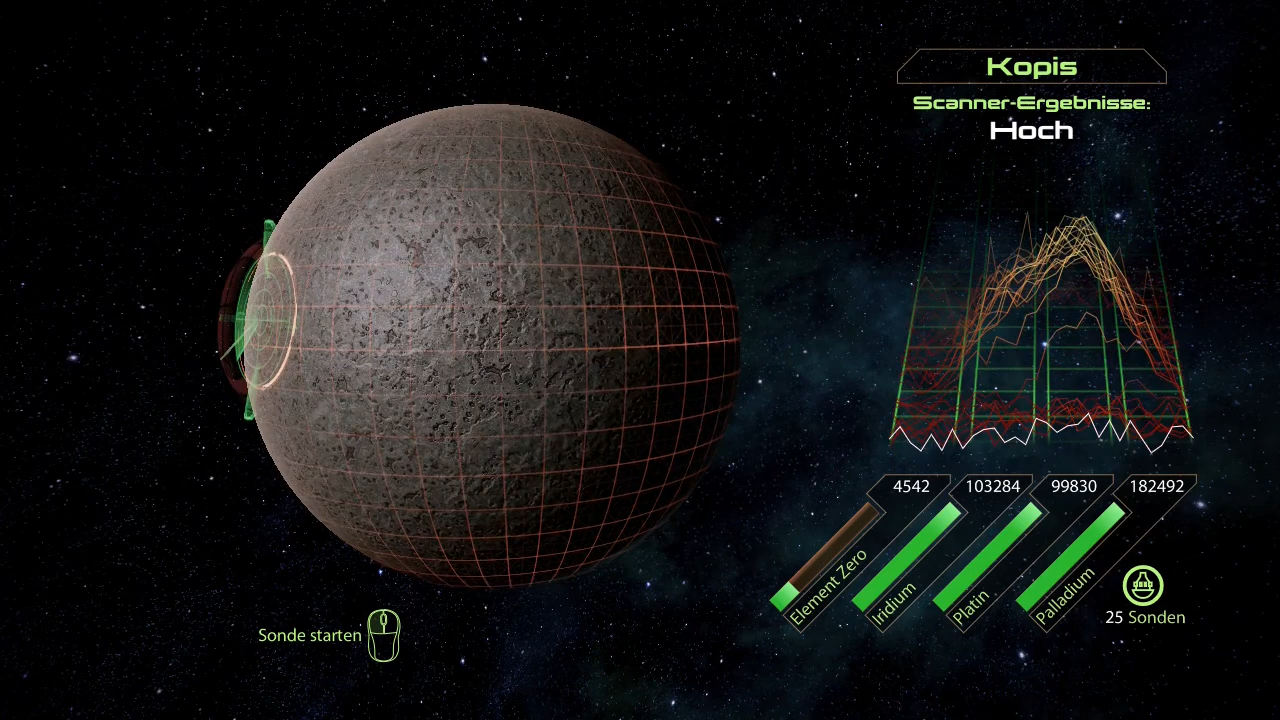 Kopis
Scanner-Ergebnisse:
Hoch
4542 103284 99830 182492
Element Zero Iridium Platin Palladium
25 Sonden
Sonde starten